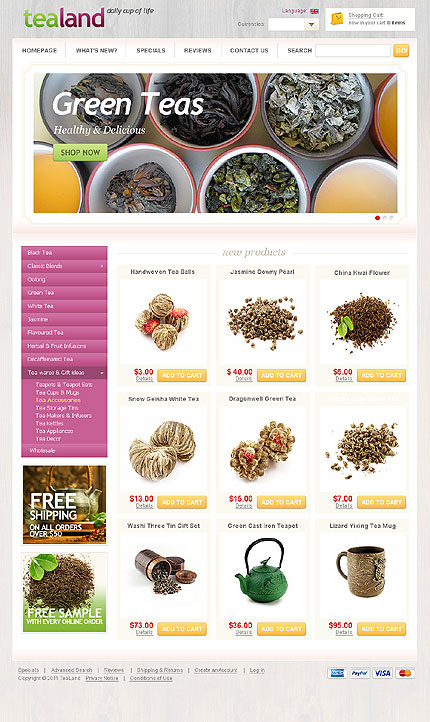 tealand daily cup of life
Language:
Currencies:
Shopping Cart:
now in your cart 0 items
HOMEPAGE WHAT'S NEW? SPECIALS REVIEWS CONTACT US SEARCH GO!
Green Teas
Healthy & Delicious
SHOP NOW
Black Tea
Classic Blends
Oolong
Green Tea
White Tea
Jasmine
Flavoured Tea
Herbal & Fruit Infusions
Decaffeinated Tea
Tea wares & Gift ideas
Teapots & Teapot Sets
Tea Cups & Mugs
Tea Accessories
Tea Storage Tins
Tea Makers & Infusers
Tea Kettles
Tea Appliances
Tea Decor
Wholesale
FREE
SHIPPING
ON ALL ORDERS
OVER $50
FREE SAMPLE
WITH EVERY ONLINE ORDER
new products
Handwoven Tea Balls
$3.00
Details
ADD TO CART
Jasmine Downy Pearl
$40.00
Details
ADD TO CART
China Kwai Flower
$5.00
Details
ADD TO CART
Snow Geisha White Tea
$13.00
Details
ADD TO CART
Dragonwell Green Tea
$15.00
Details
ADD TO CART
$7.00
Details
ADD TO CART
Washi Three Tin Gift Set
$73.00
Details
ADD TO CART
Green Cast Iron Teapot
$36.00
Details
ADD TO CART
Lizard Yixing Tea Mug
$95.00
Details
ADD TO CART
Specials | Advanced Search | Reviews | Shipping & Returns | Create an Account | Log In
Copyright © 2011 TeaLand Privacy Notice | Conditions of Use
PayPal VISA